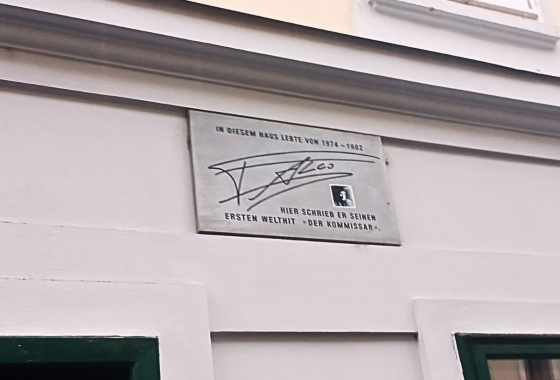 IN DIESEM HAUS LEBTE VON 1974 – 1982
FALCO
HIER SCHRIEB ER SEINEN
ERSTEN WELTHIT »DER KOMMISSAR«.